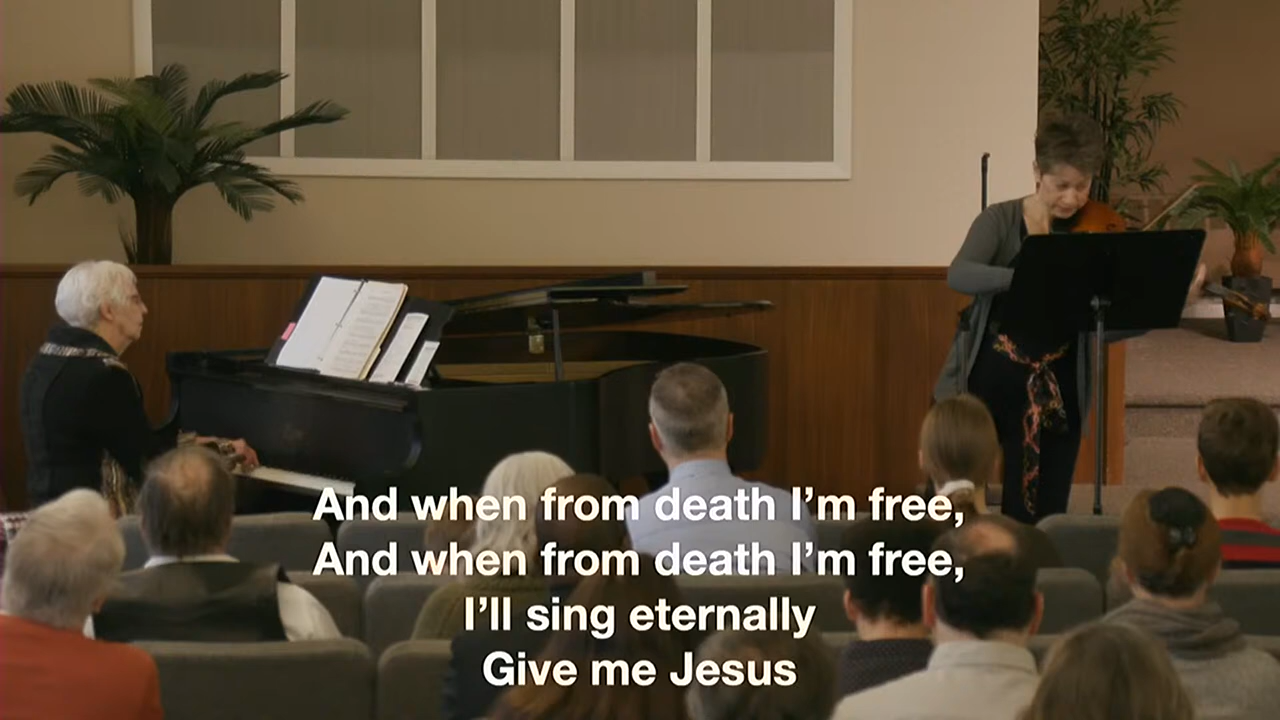 And when from death I’m free,
And when from death I’m free,
I’ll sing eternally
Give me Jesus